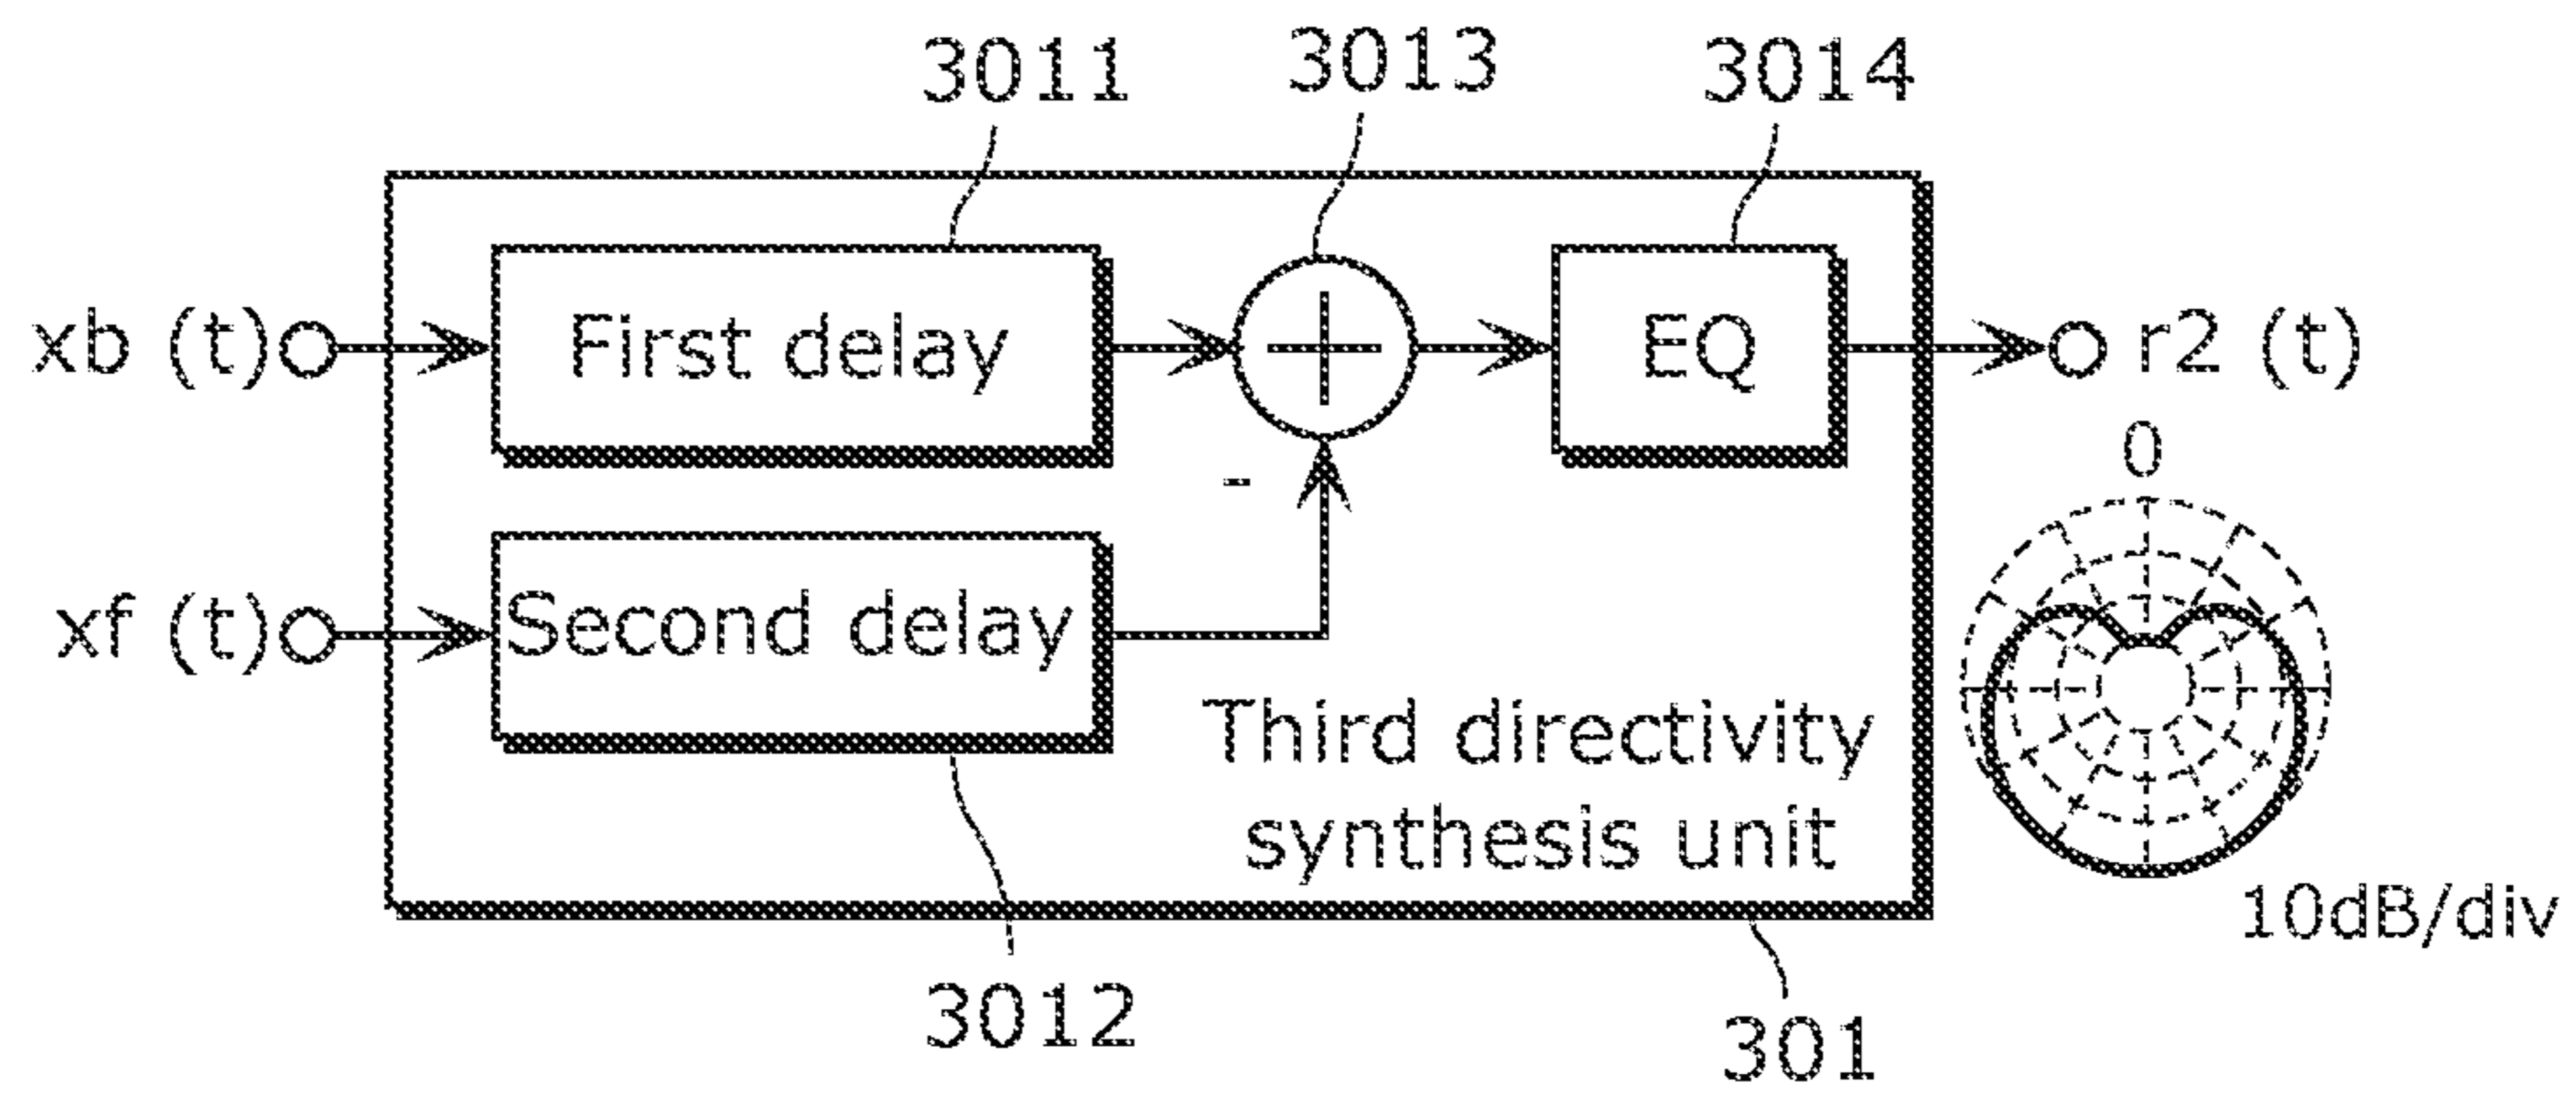 3011
3013
3014
xb (t)
First delay
+
EQ
r2 (t)
0
-
xf (t)
Second delay
Third directivity
synthesis unit
10dB/div
3012
301